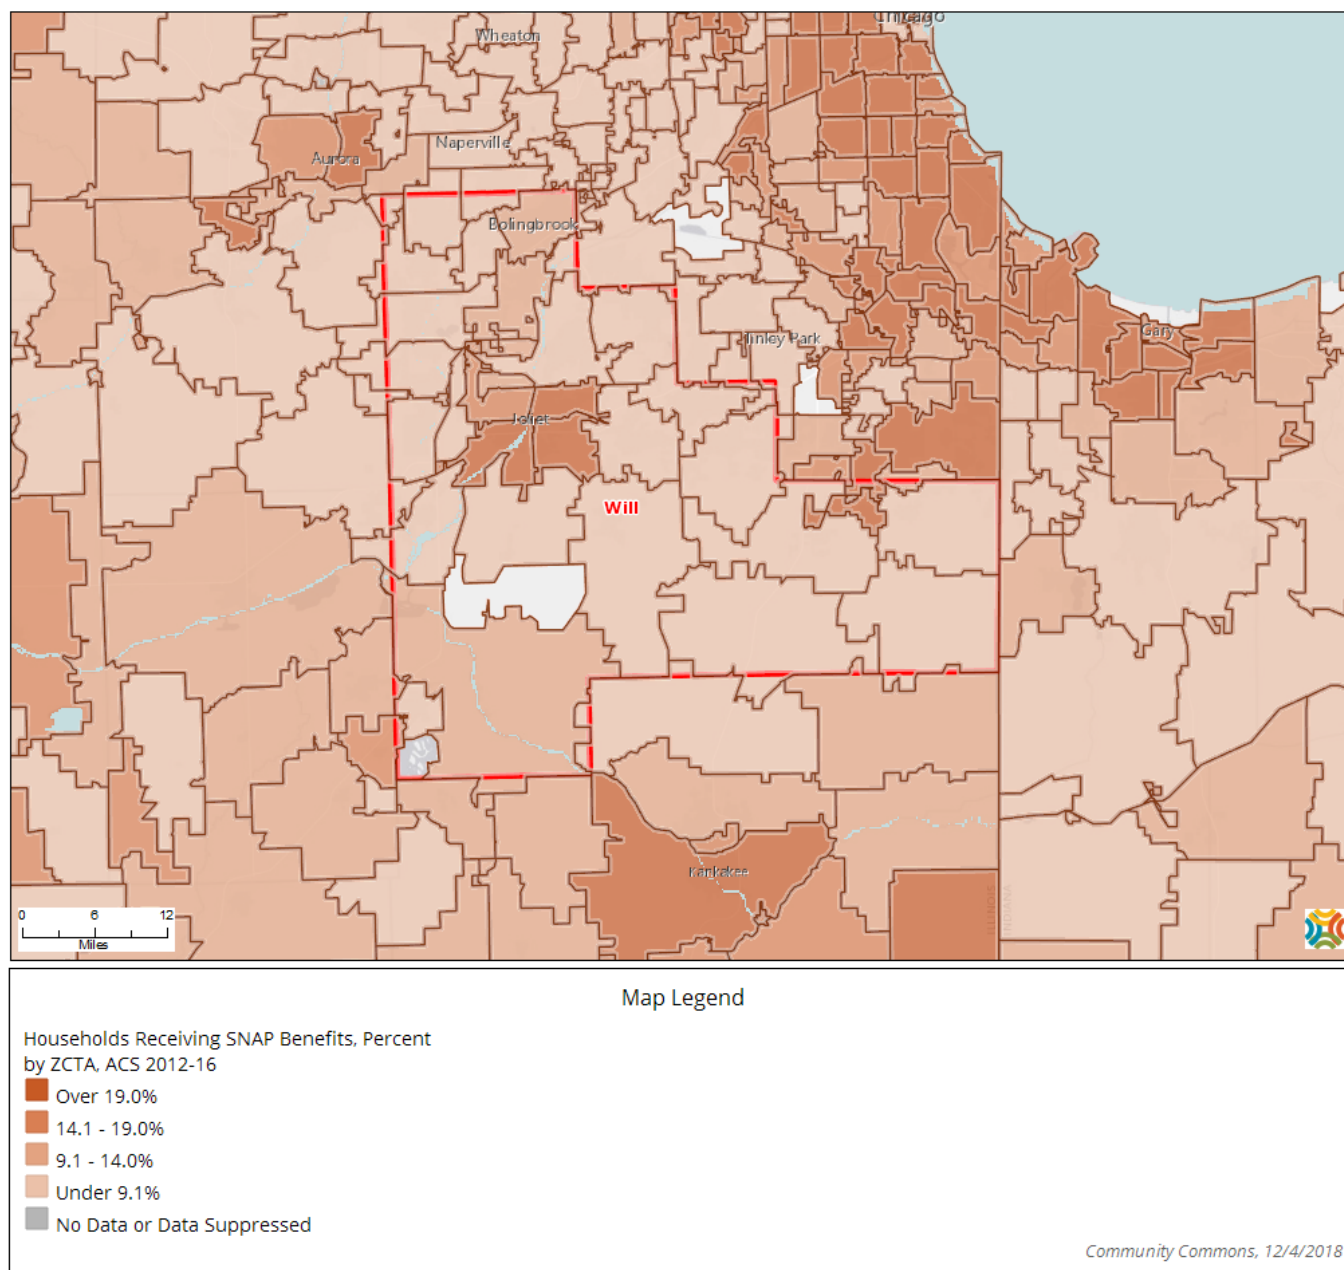 Chicago
Wheaton
Naperville
Aurora
Bolingbrook
Gary
Tinley Park
Joliet
Will
Kankakee
ILLINOIS
INDIANA
0 6 12
Miles
Map Legend
Households Receiving SNAP Benefits, Percent
by ZCTA, ACS 2012-16
Over 19.0%
14.1 - 19.0%
9.1 - 14.0%
Under 9.1%
No Data or Data Suppressed
Community Commons, 12/4/2018